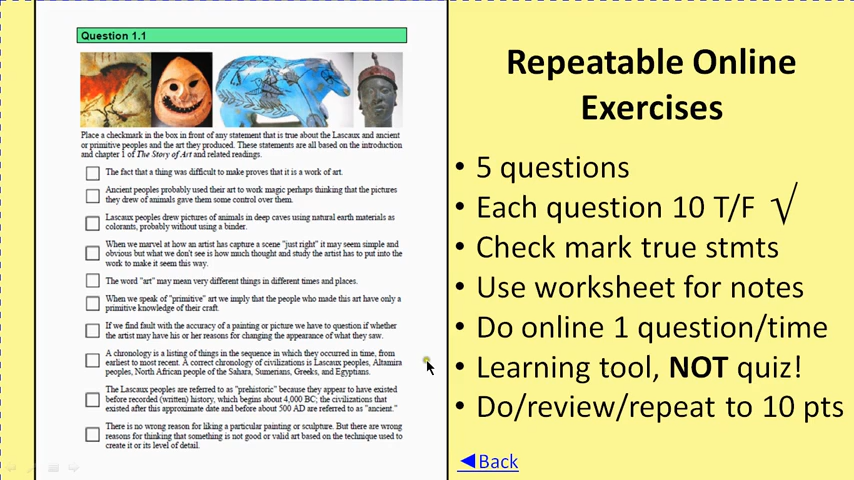 Question 1.1
Place a checkmark in the box in front of any statement that is true about the Lascaux and ancient
or primitive peoples and the art they produced. These statements are all based on the introduction
and chapter 1 of The Story of Art and related readings.
The fact that a thing was difficult to make proves that it is a work of art.
Ancient peoples probably used their art to work magic perhaps thinking that the pictures
they drew of animals gave them some control over them.
Lascaux peoples drew pictures of animals in deep caves using natural earth materials as
colorants, probably without using a binder.
When we marvel at how an artist has capture a scene "just right" it may seem simple and
obvious but what we don't see is how much thought and study the artist has to put into the
work to make it seem this way.
The word "art" may mean very different things in different times and places.
When we speak of "primitive" art we imply that the people who made this art have only a
primitive knowledge of their craft.
If we find fault with the accuracy of a painting or picture we have to question if whether
the artist may have his or her reasons for changing the appearance of what they saw.
A chronology is a listing of things in the sequence in which they occurred in time, from
earliest to most recent. A correct chronology of civilizations is Lascaux peoples, Altamira
peoples, North African people of the Sahara, Sumerians, Greeks, and Egyptians.
The Lascaux peoples are referred to as "prehistoric" because they appear to have existed
before recorded (written) history, which begins about 4,000 BC; the civilizations that
existed after this approximate date and before about 500 AD are referred to as "ancient."
There is no wrong reason for liking a particular painting or sculpture. But there are wrong
reasons for thinking that something is not good or valid art based on the technique used to
create it or its level of detail.
Repeatable Online
Exercises
• 5 questions
• Each question 10 T/F √
• Check mark true stmts
• Use worksheet for notes
• Do online 1 question/time
• Learning tool, NOT quiz!
• Do/review/repeat to 10 pts
◀Back